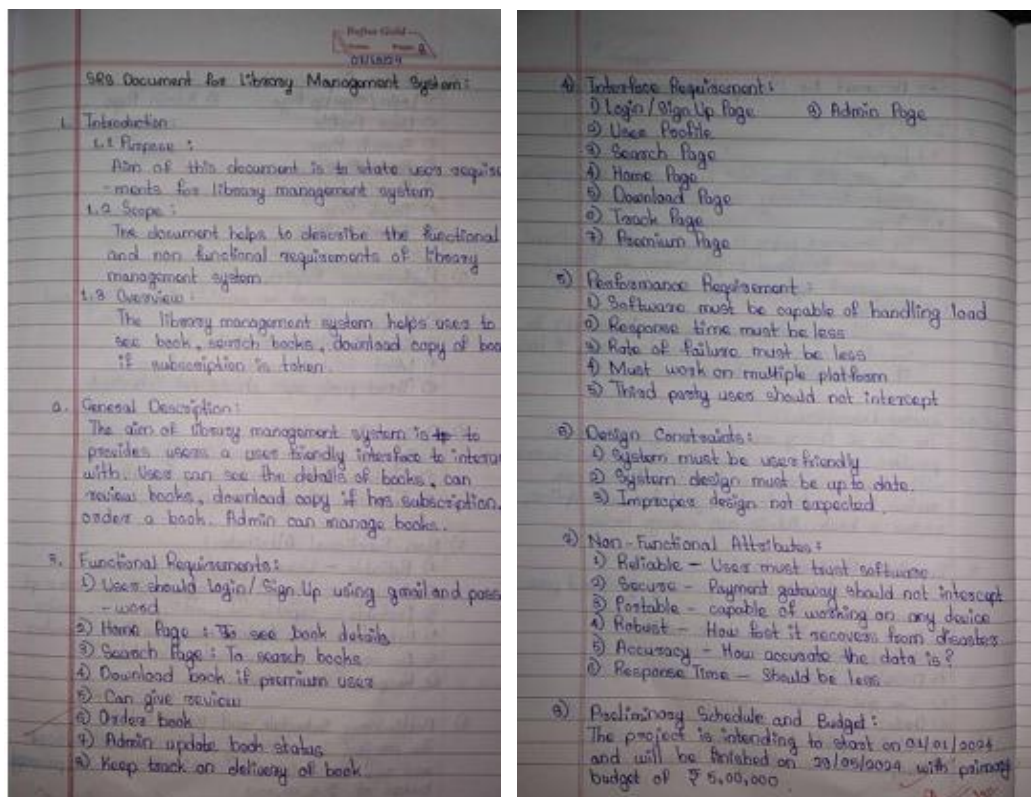 SRS Document for Library Management System:
1. Introduction:
1.1 Purpose :
Aim of this document is to state user require
-ments for library management system
1.2 Scope :
The document helps to describe the functional
and non functional requirements of library
management system
1.3 Overview :
The library management system helps user to
see book, search books, download copy of boo
if subscription is taken.
2. General Description:
The aim of library management system is to to
provides users a user friendly interface to intera
with. User can see the details of books, can
review books, download copy if has subscription,
order a book. Admin can manage books.
3. Functional Requirements:
1) User should Login/ Sign Up using gmail and pass
-word
2) Home Page : To see book details
3) Search Page : To search books
4) Download book if premium user
5) Can give review
6) Order book
7) Admin update book status
8) Keep track on delivery of book
4) Interface Requirement :
1) Login / Sign Up Page 8) Admin Page
2) User Profile
3) Search Page
4) Home Page
5) Download Page
6) Track Page
7) Premium Page
5) Performance Requirement :
1) Software must be capable of handling load
2) Response time must be less
3) Rate of failure must be less
4) Must work on multiple platform
5) Third party user should not intercept
6) Design Constraints:
1) System must be user friendly
2) System design must be up to date.
3) Improper design not expected.
7) Non-Functional Attributes :
1) Reliable - User must trust software.
2) Secure - Payment gateway should not intercept
3) Portable - capable of working on any device
4) Robust - How fast it recovers from disaster
5) Accuracy - How accurate the data is?
6) Response Time - Should be less.
8) Preliminary Schedule and Budget :
The project is intending to start on 01/01/2024
and will be finished on 29/05/2024 with primary
budget of ₹ 5,00,000.